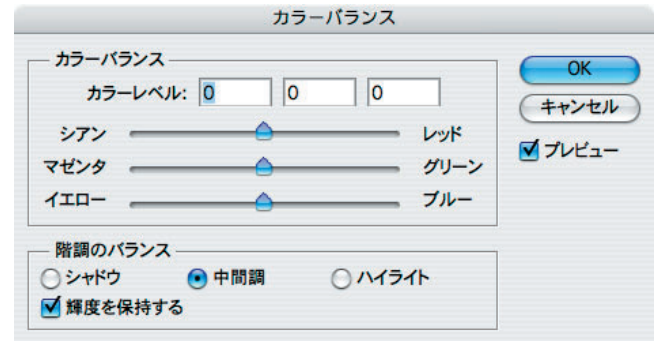 カラーバランス
カラーバランス
カラーレベル: 0 0 0
シアン レッド
マゼンタ グリーン
イエロー ブルー
階調のバランス
シャドウ 中間調 ハイライト
輝度を保持する
OK
キャンセル
プレビュー